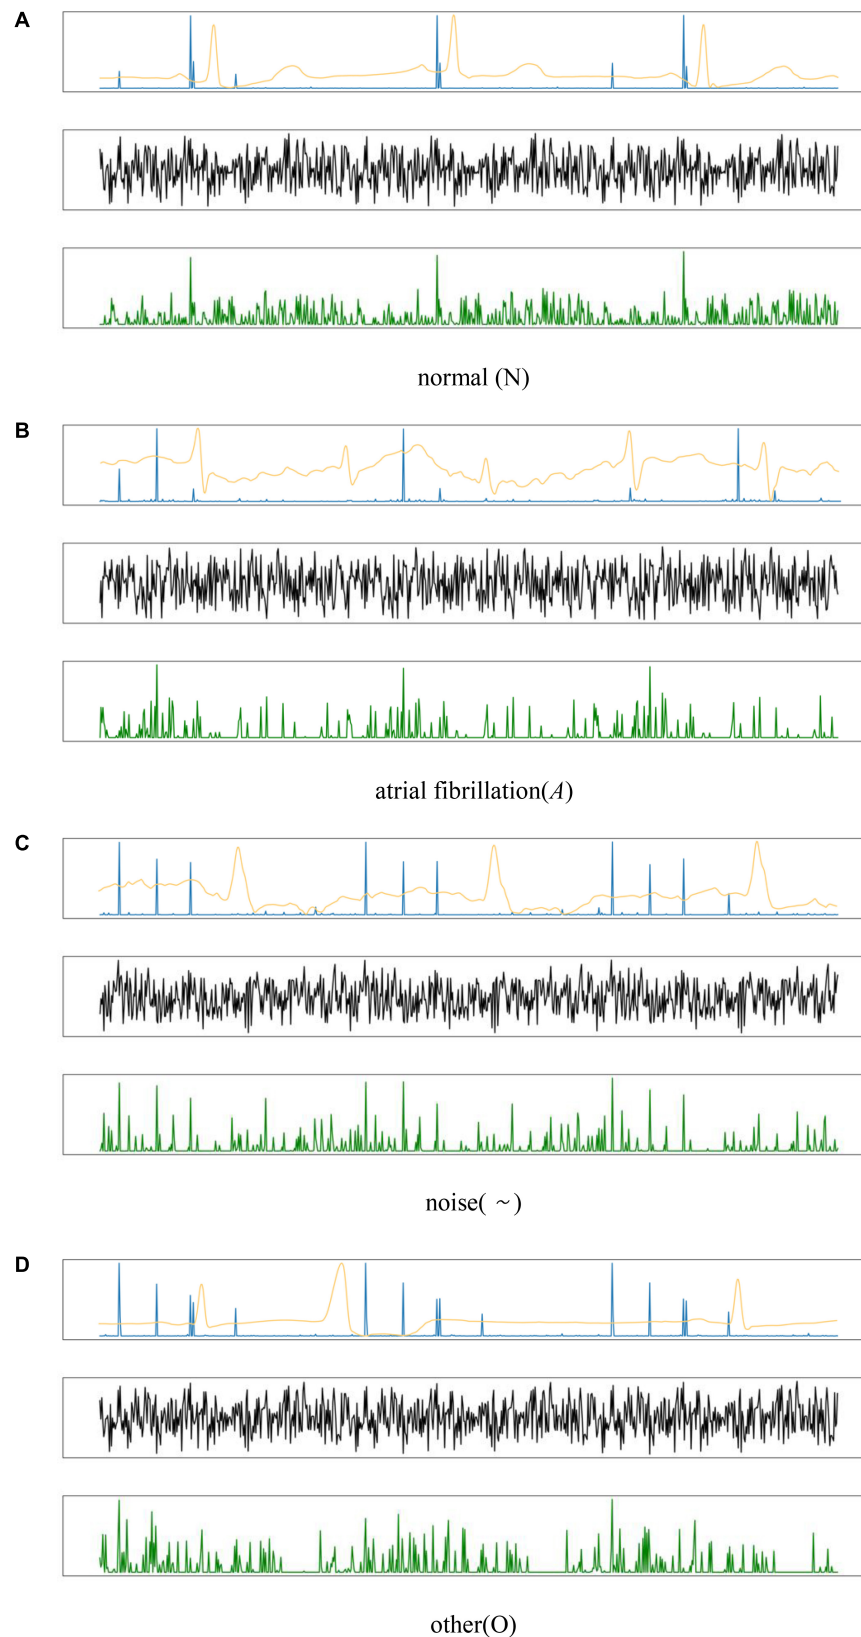 A
normal (N)
B
atrial fibrillation(A)
C
noise( ~)
D
other(O)